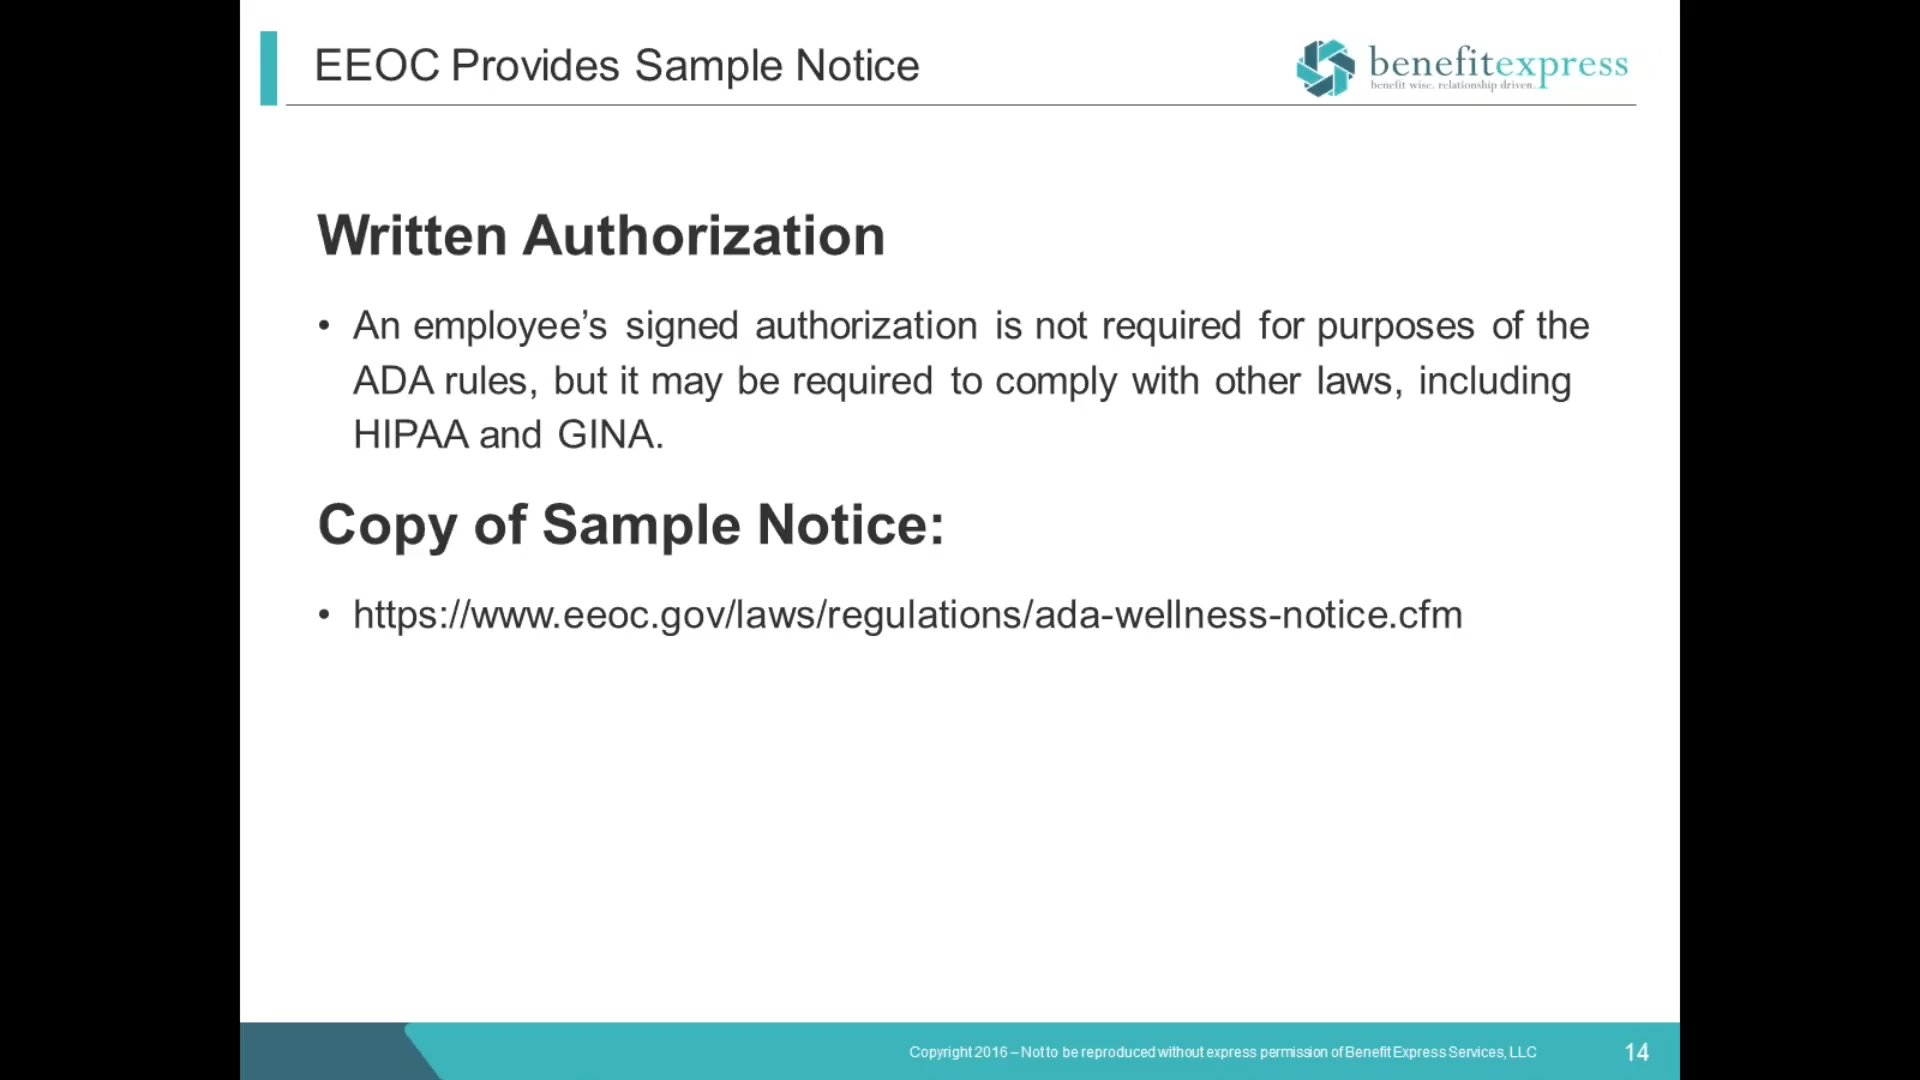 EEOC Provides Sample Notice
benefitexpress
benefit wise. relationship driven.
Written Authorization
• An employee’s signed authorization is not required for purposes of the
ADA rules, but it may be required to comply with other laws, including
HIPAA and GINA.
Copy of Sample Notice:
• https://www.eeoc.gov/laws/regulations/ada-wellness-notice.cfm
Copyright 2016 – Not to be reproduced without express permission of Benefit Express Services, LLC
14